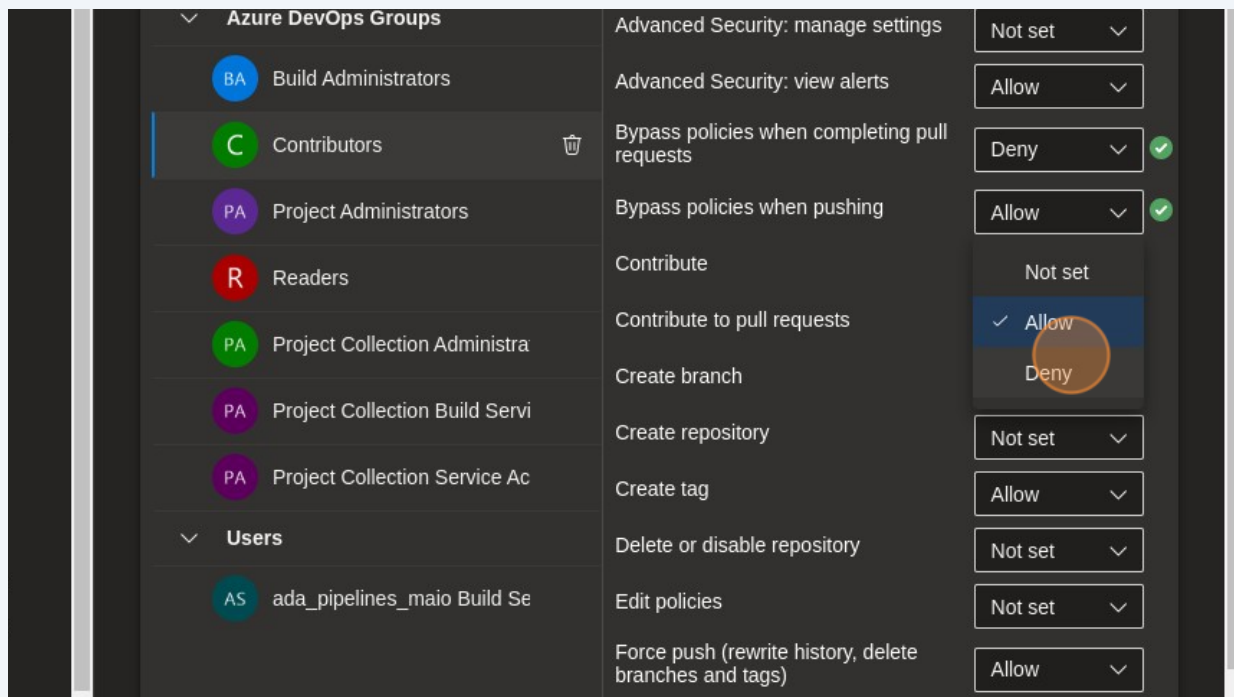 Azure DevOps Groups
BA Build Administrators
C Contributors
PA Project Administrators
R Readers
PA Project Collection Administra
PA Project Collection Build Servi
PA Project Collection Service Ac
Users
AS ada_pipelines_maio Build Se
Advanced Security: manage settings Not set
Advanced Security: view alerts Allow
Bypass policies when completing pull
requests Deny
Bypass policies when pushing Allow
Contribute
Not set
Contribute to pull requests
Allow
Create branch
Deny
Create repository Not set
Create tag Allow
Delete or disable repository Not set
Edit policies Not set
Force push (rewrite history, delete
branches and tags) Allow